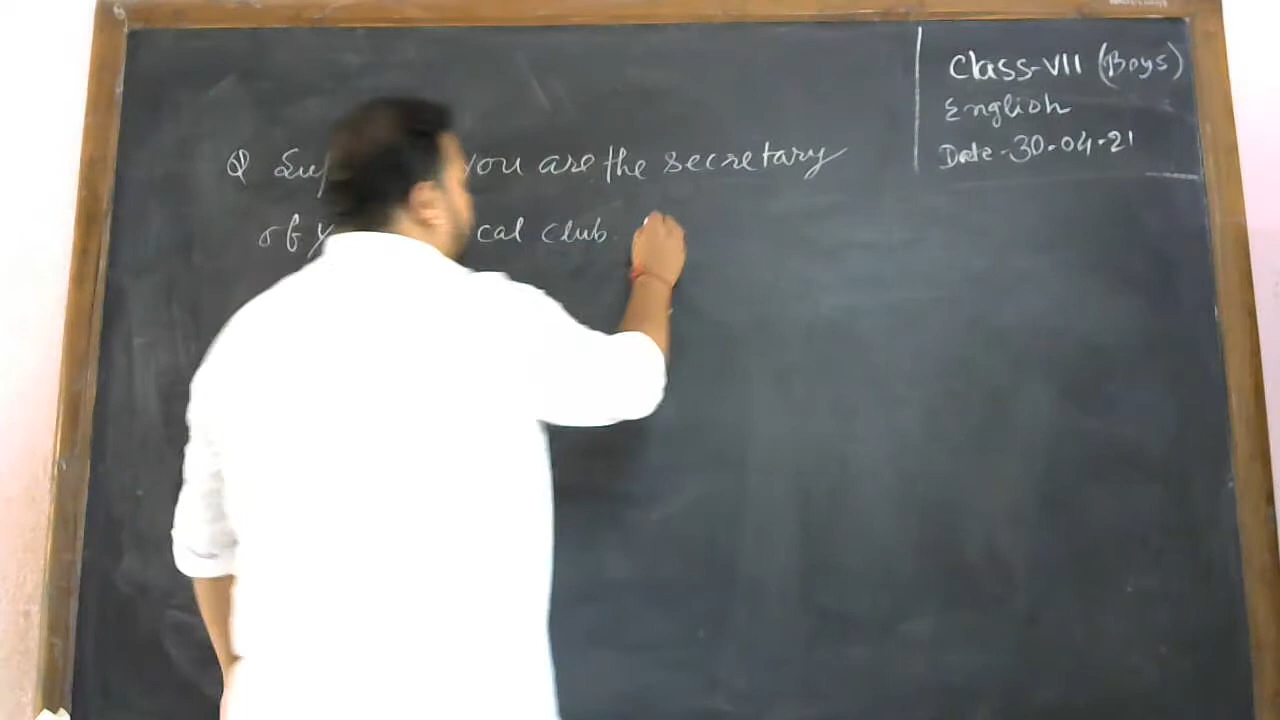 Class-VII (Boys)
English
Date-30-04-21
Q Sup you are the secretary
of y cal club.